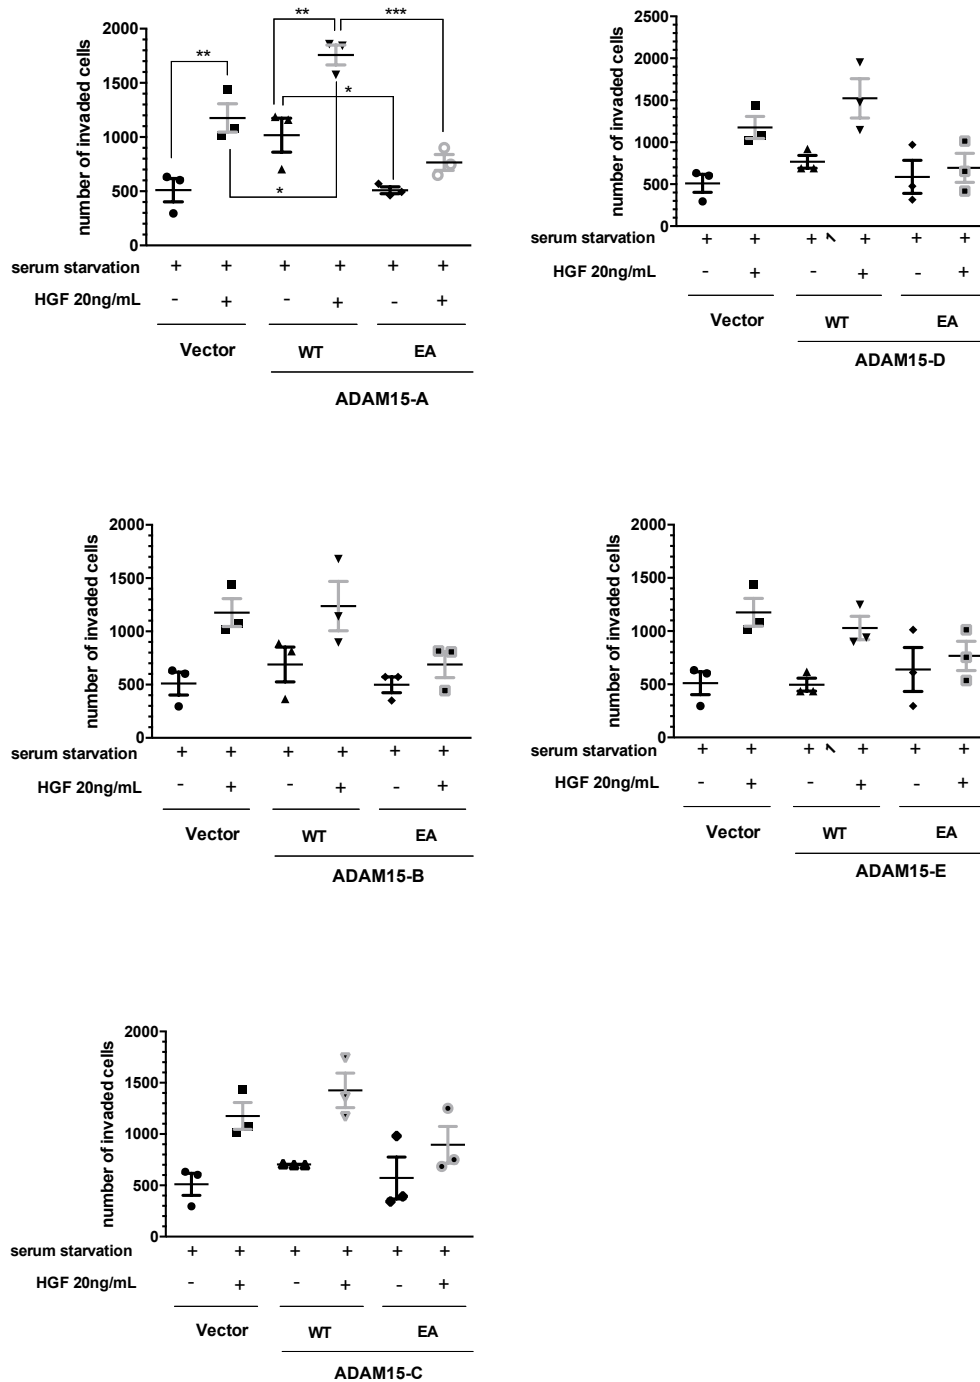 ** *** 
2000
**
1500
*
1000
500
*
0
number of invaded cells
serum starvation + + + + + +
HGF 20ng/mL - + - + - +
Vector WT EA
ADAM15-A
2500
2000
1500
1000
500
0
number of invaded cells
serum starvation + + + + + +
HGF 20ng/mL - + - + - +
Vector WT EA
ADAM15-D
2000
1500
1000
500
0
number of invaded cells
serum starvation + + + + + +
HGF 20ng/mL - + - + - +
Vector WT EA
ADAM15-B
2000
1500
1000
500
0
number of invaded cells
serum starvation + + + + + +
HGF 20ng/mL - + - + - +
Vector WT EA
ADAM15-E
2000
1500
1000
500
0
number of invaded cells
serum starvation + + + + + +
HGF 20ng/mL - + - + - +
Vector WT EA
ADAM15-C